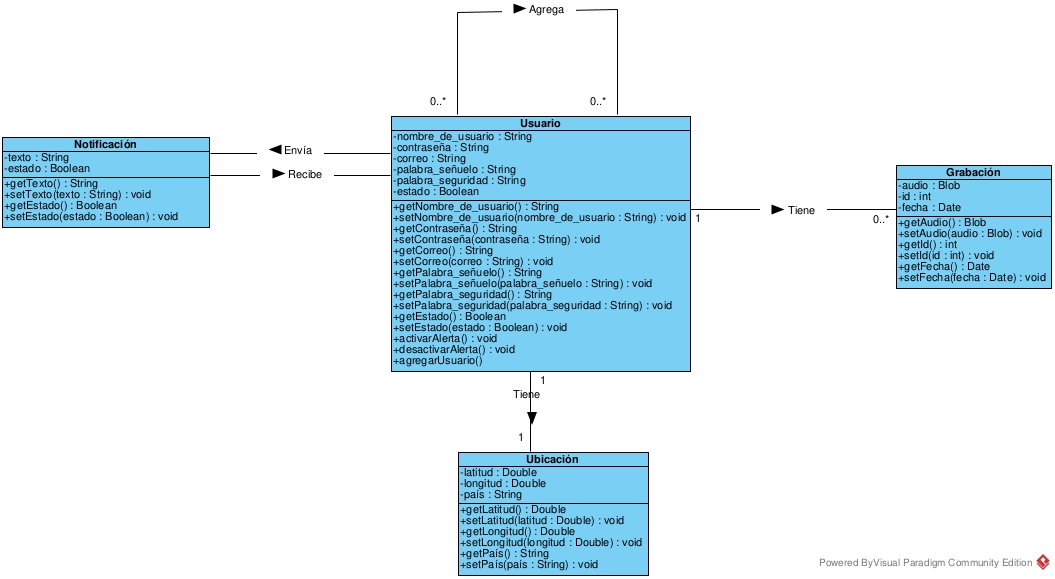 Agrega
0..*
0..*
Usuario
-nombre_de_usuario : String
-contraseña : String
-correo : String
-palabra_señuelo : String
-palabra_seguridad : String
-estado : Boolean
+getNombre_de_usuario() : String
+setNombre_de_usuario(nombre_de_usuario : String) : void
+getContraseña() : String
+setContraseña(contraseña : String) : void
+getCorreo() : String
+setCorreo(correo : String) : void
+getPalabra_señuelo() : String
+setPalabra_señuelo(palabra_señuelo : String) : void
+getPalabra_seguridad() : String
+setPalabra_seguridad(palabra_seguridad : String) : void
+getEstado() : Boolean
+setEstado(estado : Boolean) : void
+activarAlerta() : void
+desactivarAlerta() : void
+agregarUsuario()
Notificación
-texto : String
-estado : Boolean
+getTexto() : String
+setTexto(texto : String) : void
+getEstado() : Boolean
+setEstado(estado : Boolean) : void
Envía
Recibe
1
Tiene
0..*
Grabación
-audio : Blob
-id : int
-fecha : Date
+getAudio() : Blob
+setAudio(audio : Blob) : void
+getId() : int
+setId(id : int) : void
+getFecha() : Date
+setFecha(fecha : Date) : void
1
Tiene
1
Ubicación
-latitud : Double
-longitud : Double
-país : String
+getLatitud() : Double
+setLatitud(latitud : Double) : void
+getLongitud() : Double
+setLongitud(longitud : Double) : void
+getPaís() : String
+setPaís(país : String) : void
Powered ByVisual Paradigm Community Edition